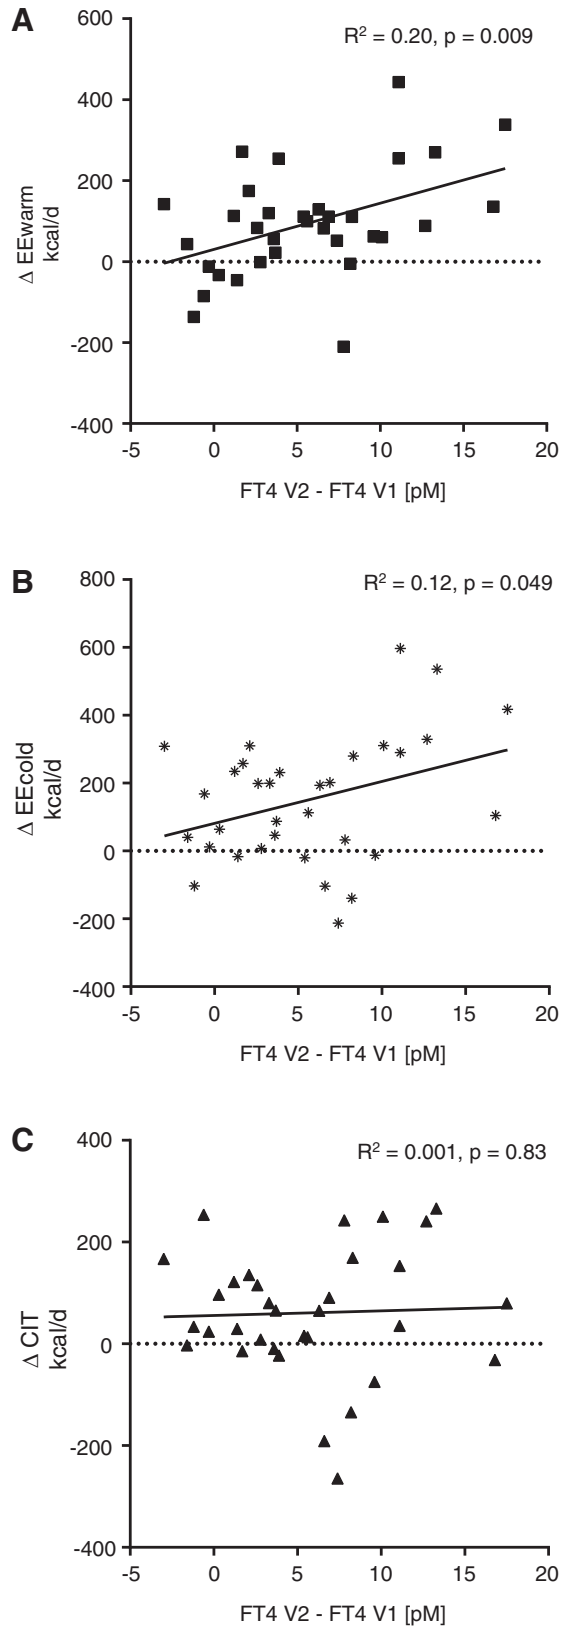 A
R² = 0.20, p = 0.009
600
400
200
0
-200
-400
Δ EEwarm
kcal/d
-5 0 5 10 15 20
FT4 V2 - FT4 V1 [pM]
B
R² = 0.12, p = 0.049
800
600
400
200
0
-200
-400
Δ EEcold
kcal/d
-5 0 5 10 15 20
FT4 V2 - FT4 V1 [pM]
C
R² = 0.001, p = 0.83
400
200
0
-200
-400
Δ CIT
kcal/d
-5 0 5 10 15 20
FT4 V2 - FT4 V1 [pM]